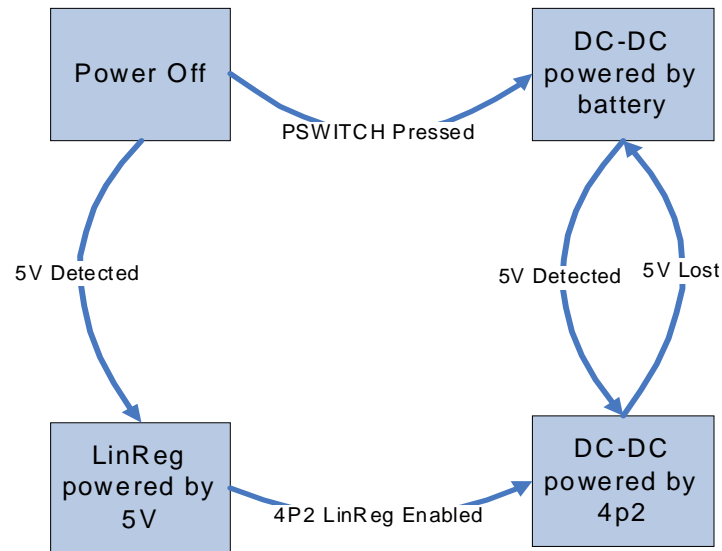 Power Off
DC-DC
powered by
battery
PSWITCH Pressed
5V Detected
5V Detected
5V Lost
LinReg
powered by
5V
DC-DC
powered by
4p2
4P2 LinReg Enabled